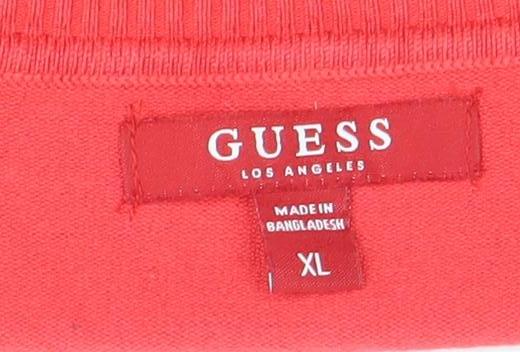 GUESS
LOS ANGELES
MADE IN
BANGLADESH
XL